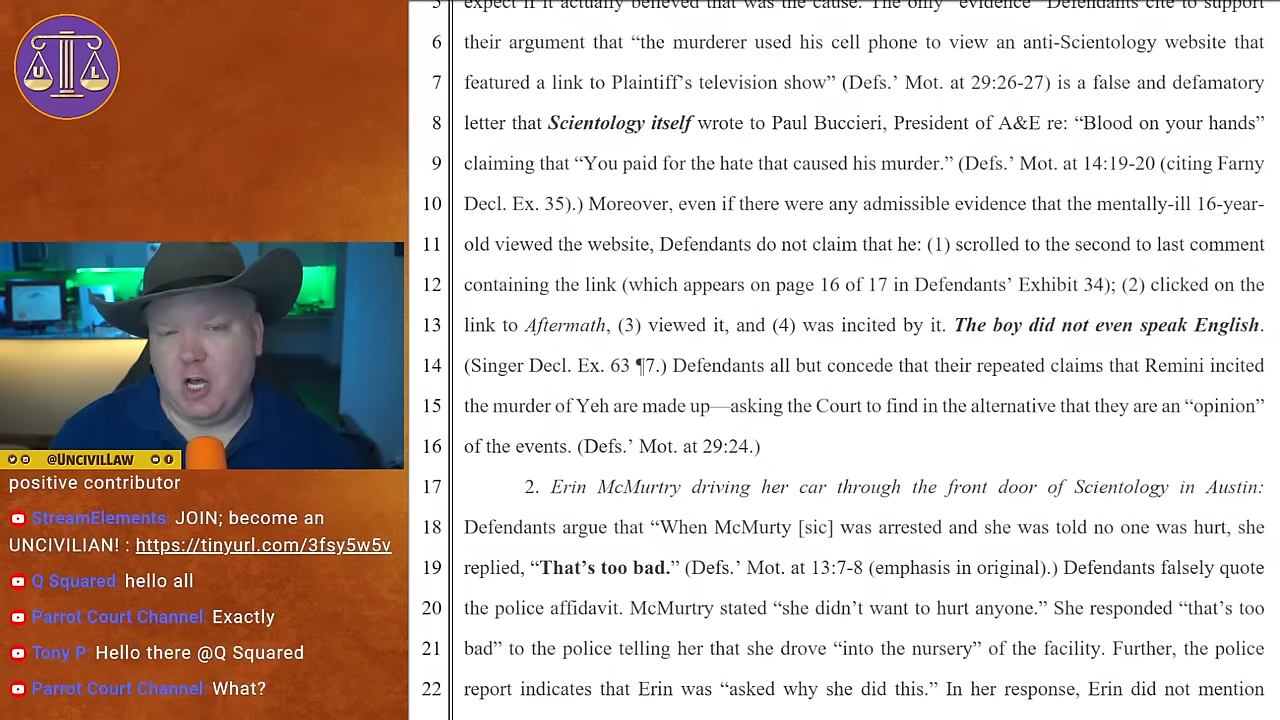 U L
@UNCIVILLAW
positive contributor
StreamElements: JOIN; become an
UNCIVILIAN! : https://tinyurl.com/3fsy5w5v
Q Squared: hello all
Parrot Court Channel: Exactly
Tony P: Hello there @Q Squared
Parrot Court Channel: What?
5 expect if it actually believed that was the cause. The only “evidence” Defendants cite to support
6 their argument that “the murderer used his cell phone to view an anti-Scientology website that
7 featured a link to Plaintiff’s television show” (Defs.’ Mot. at 29:26-27) is a false and defamatory
8 letter that Scientology itself wrote to Paul Buccieri, President of A&E re: “Blood on your hands”
9 claiming that “You paid for the hate that caused his murder.” (Defs.’ Mot. at 14:19-20 (citing Farny
10 Decl. Ex. 35).) Moreover, even if there were any admissible evidence that the mentally-ill 16-year-
11 old viewed the website, Defendants do not claim that he: (1) scrolled to the second to last comment
12 containing the link (which appears on page 16 of 17 in Defendants’ Exhibit 34); (2) clicked on the
13 link to Aftermath, (3) viewed it, and (4) was incited by it. The boy did not even speak English.
14 (Singer Decl. Ex. 63 ¶7.) Defendants all but concede that their repeated claims that Remini incited
15 the murder of Yeh are made up—asking the Court to find in the alternative that they are an “opinion”
16 of the events. (Defs.’ Mot. at 29:24.)
17 2. Erin McMurtry driving her car through the front door of Scientology in Austin:
18 Defendants argue that “When McMurty [sic] was arrested and she was told no one was hurt, she
19 replied, “That’s too bad.” (Defs.’ Mot. at 13:7-8 (emphasis in original).) Defendants falsely quote
20 the police affidavit. McMurtry stated “she didn’t want to hurt anyone.” She responded “that’s too
21 bad” to the police telling her that she drove “into the nursery” of the facility. Further, the police
22 report indicates that Erin was “asked why she did this.” In her response, Erin did not mention